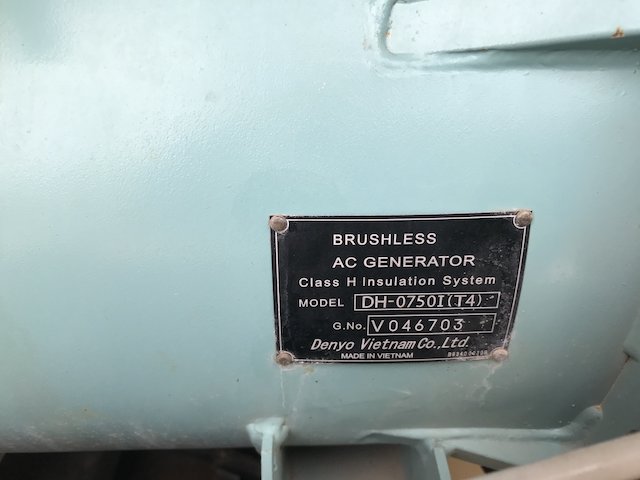 BRUSHLESS
AC GENERATOR
Class H Insulation System
MODEL DH-0750I(T4)
G.No. V046703
Denyo Vietnam Co., Ltd.
MADE IN VIETNAM